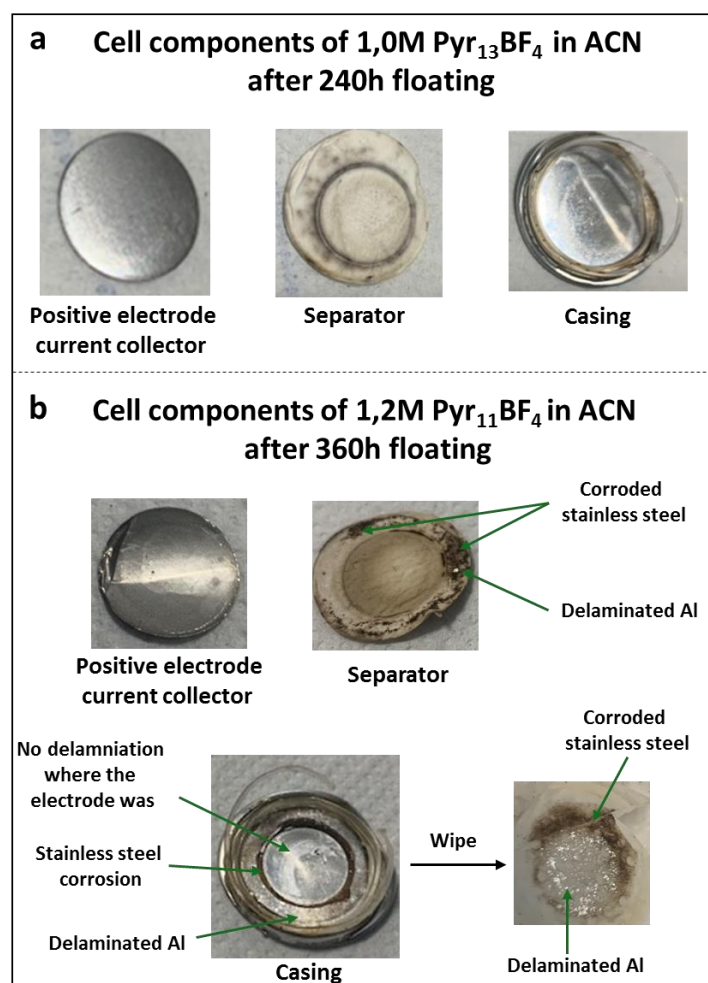 a
Cell components of 1,0M Pyr₁₃BF₄ in ACN
after 240h floating
Positive electrode
current collector
Separator
Casing
b
Cell components of 1,2M Pyr₁₁BF₄ in ACN
after 360h floating
Positive electrode
current collector
Separator
Corroded
stainless steel
Delaminated Al
No delamniation
where the
electrode was
Stainless steel
corrosion
Delaminated Al
Casing
Wipe
Corroded
stainless steel
Delaminated Al